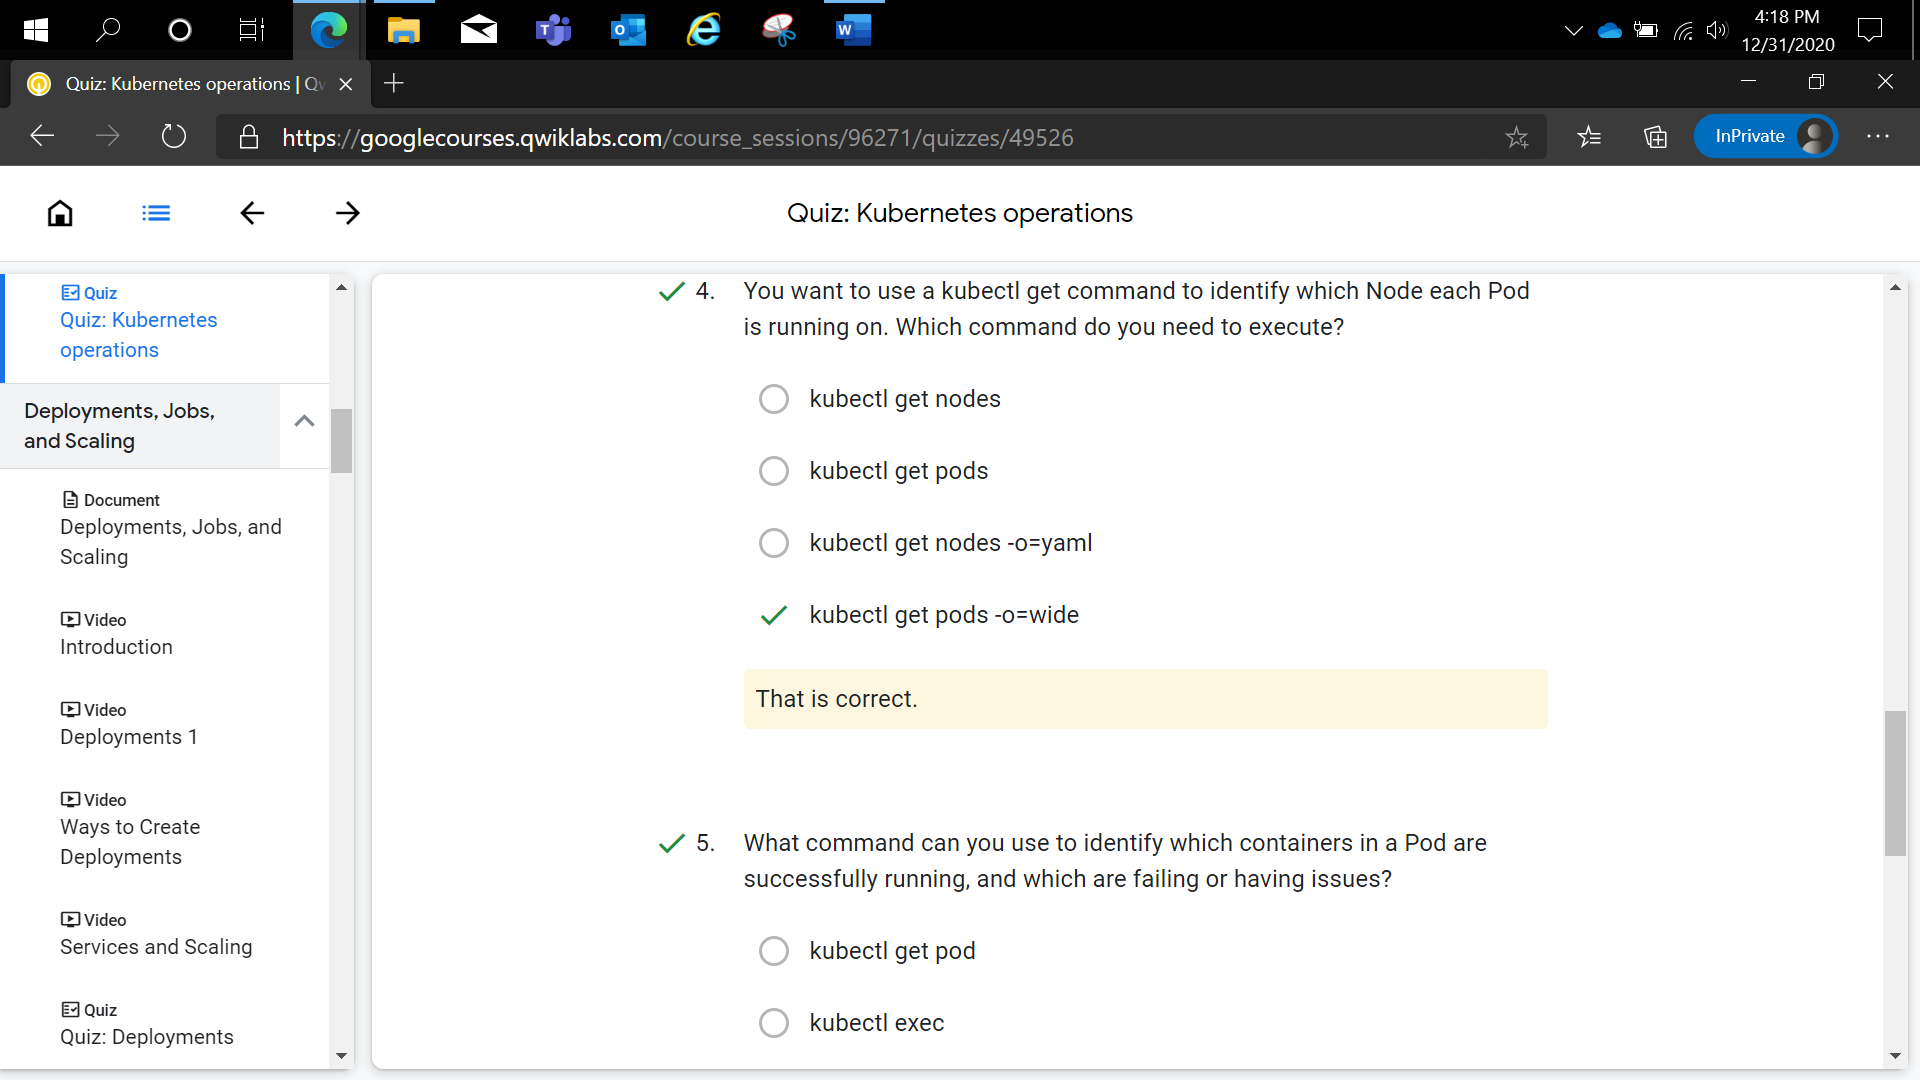 4:18 PM
12/31/2020
Quiz: Kubernetes operations | Qw
https://googlecourses.qwiklabs.com/course_sessions/96271/quizzes/49526
InPrivate
Quiz: Kubernetes operations
Quiz
Quiz: Kubernetes
operations
Deployments, Jobs,
and Scaling
Document
Deployments, Jobs, and
Scaling
Video
Introduction
Video
Deployments 1
Video
Ways to Create
Deployments
Video
Services and Scaling
Quiz
Quiz: Deployments
4. You want to use a kubectl get command to identify which Node each Pod
is running on. Which command do you need to execute?
kubectl get nodes
kubectl get pods
kubectl get nodes -o=yaml
kubectl get pods -o=wide
That is correct.
5. What command can you use to identify which containers in a Pod are
successfully running, and which are failing or having issues?
kubectl get pod
kubectl exec